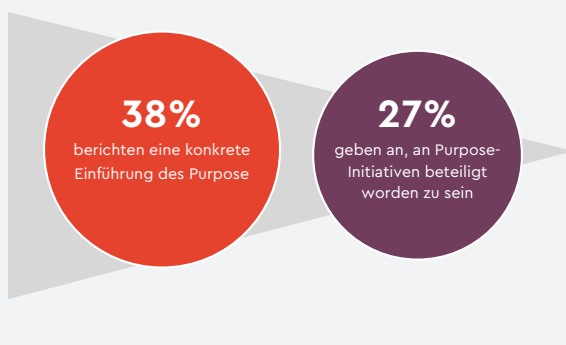 38%
berichten eine konkrete
Einführung des Purpose
27%
geben an, an Purpose-
Initiativen beteiligt
worden zu sein